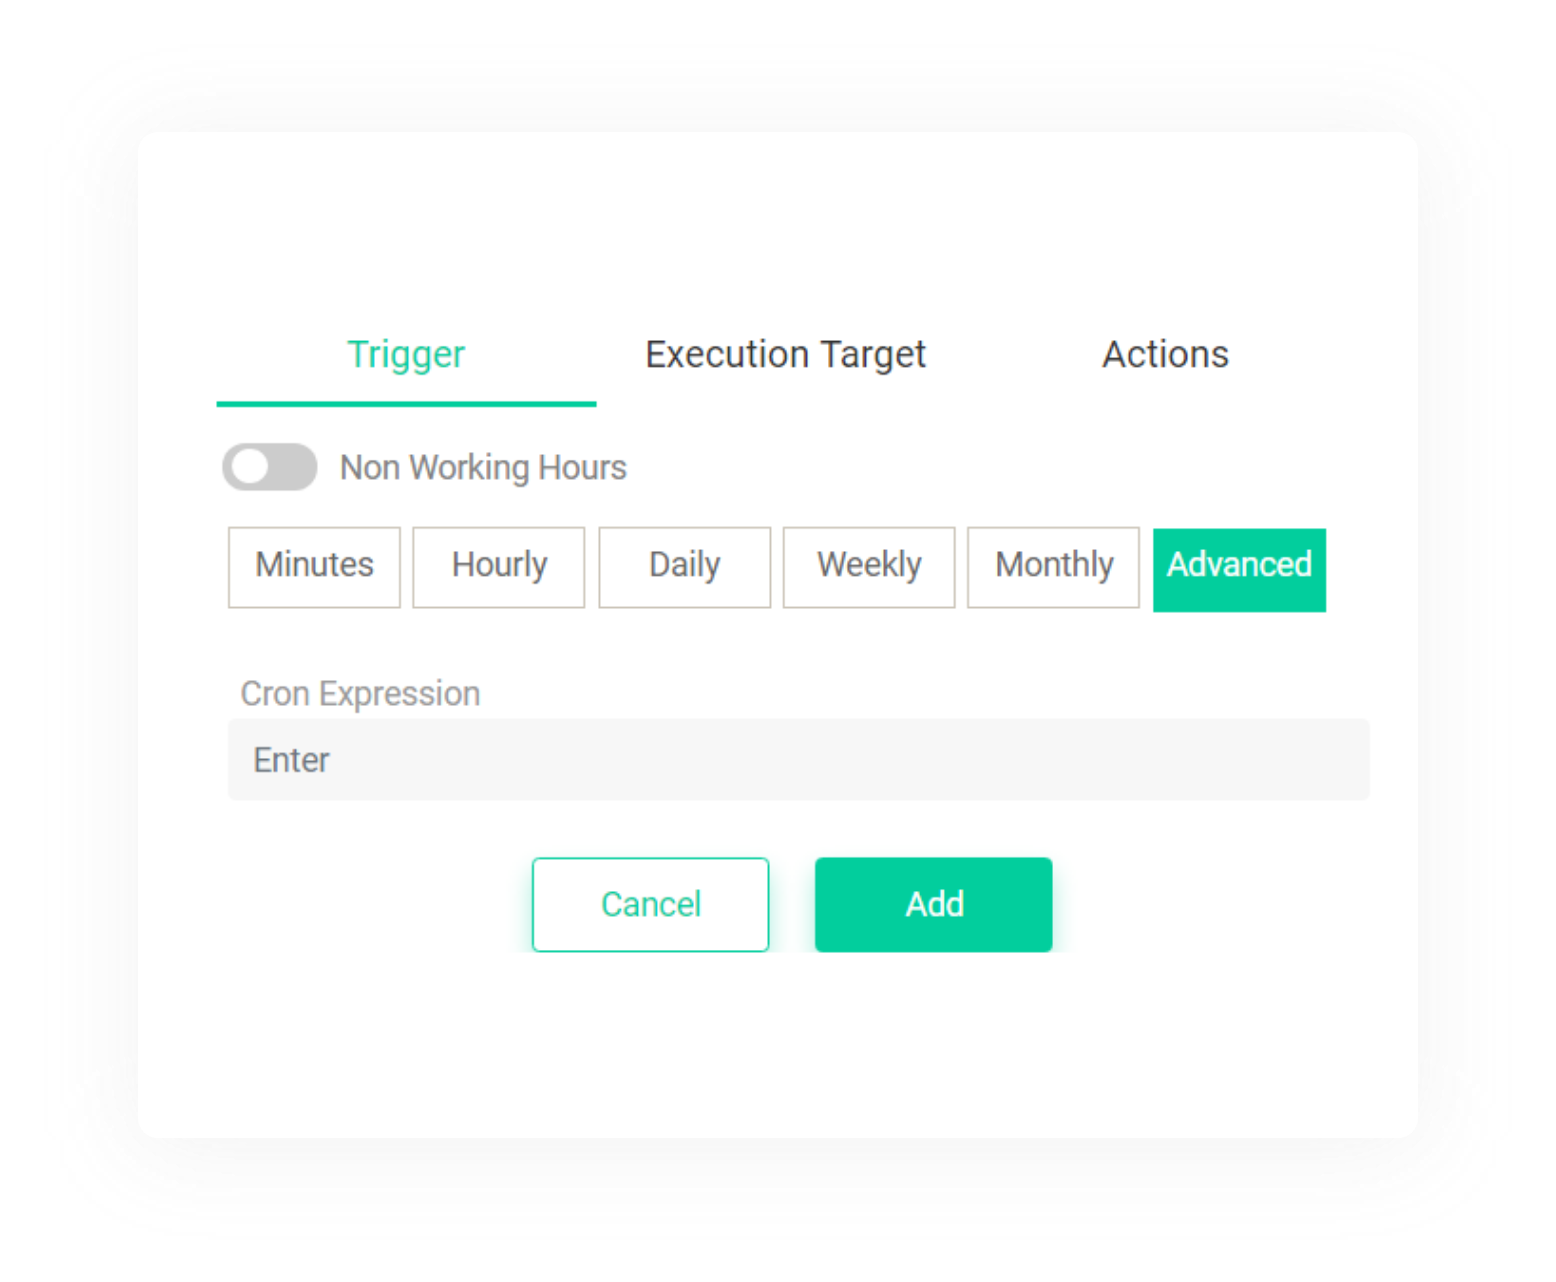 Trigger Execution Target Actions
Non Working Hours
Minutes Hourly Daily Weekly Monthly Advanced
Cron Expression
Enter
Cancel Add